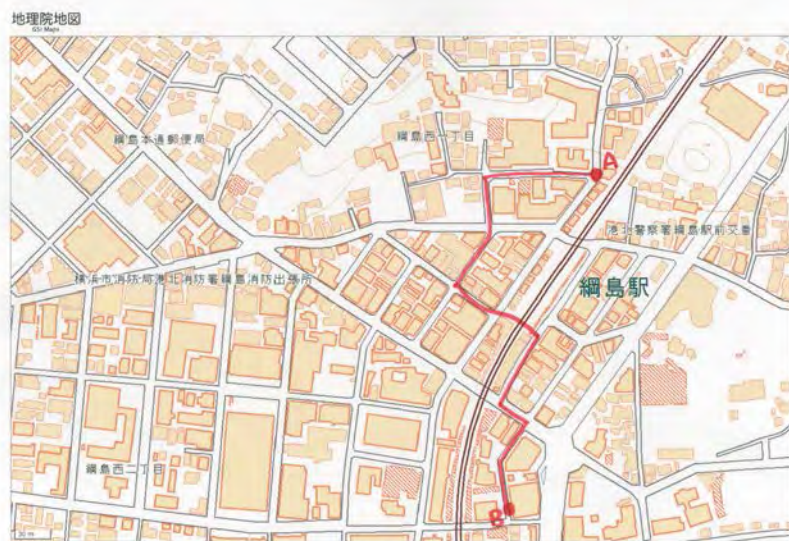 地理院地図
GSI Maps
綱島本通郵便局
綱島西一丁目
A
港北警察署綱島駅前交番
横浜市消防局港北消防署綱島消防出張所
綱島駅
綱島西二丁目
B
30 m